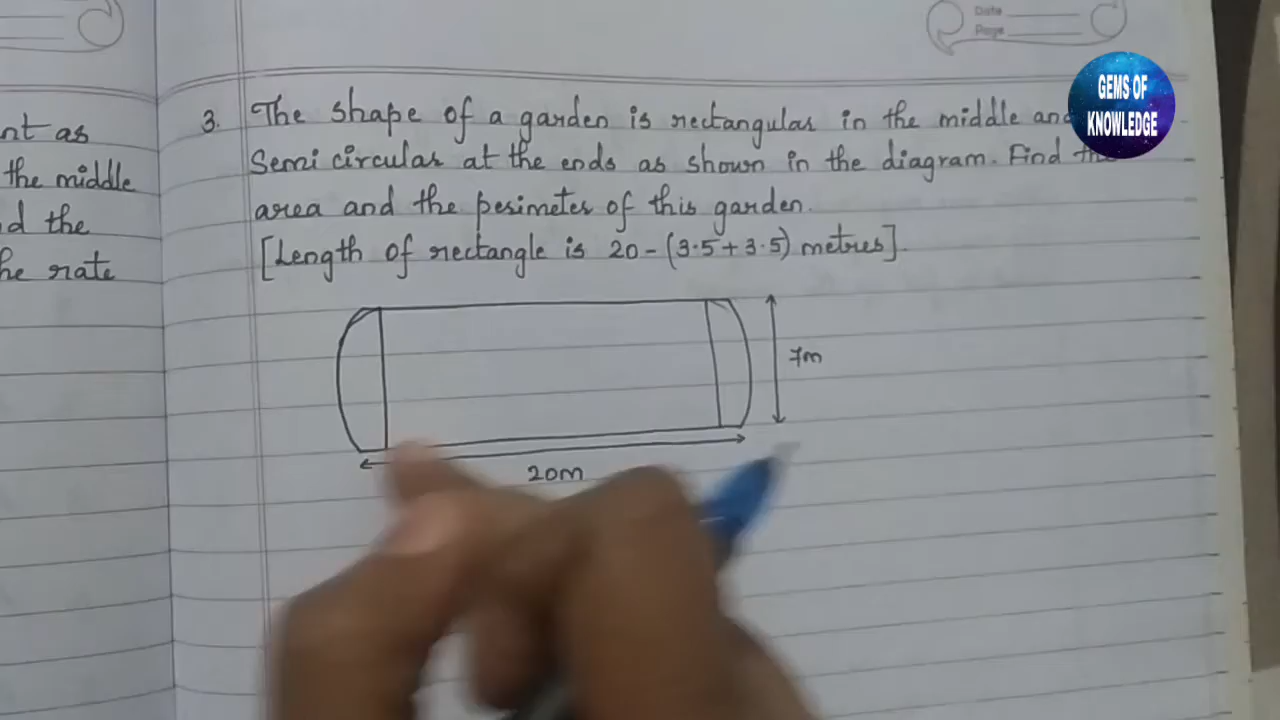 Date
Page
GEMS OF
KNOWLEDGE
nt as
the middle
d the
he rate
3. The shape of a garden is rectangular in the middle and
Semi circular at the ends as shown in the diagram. Find the
area and the perimeter of this garden.
[Length of rectangle is 20-(3.5+3.5) metres].
7m
20m